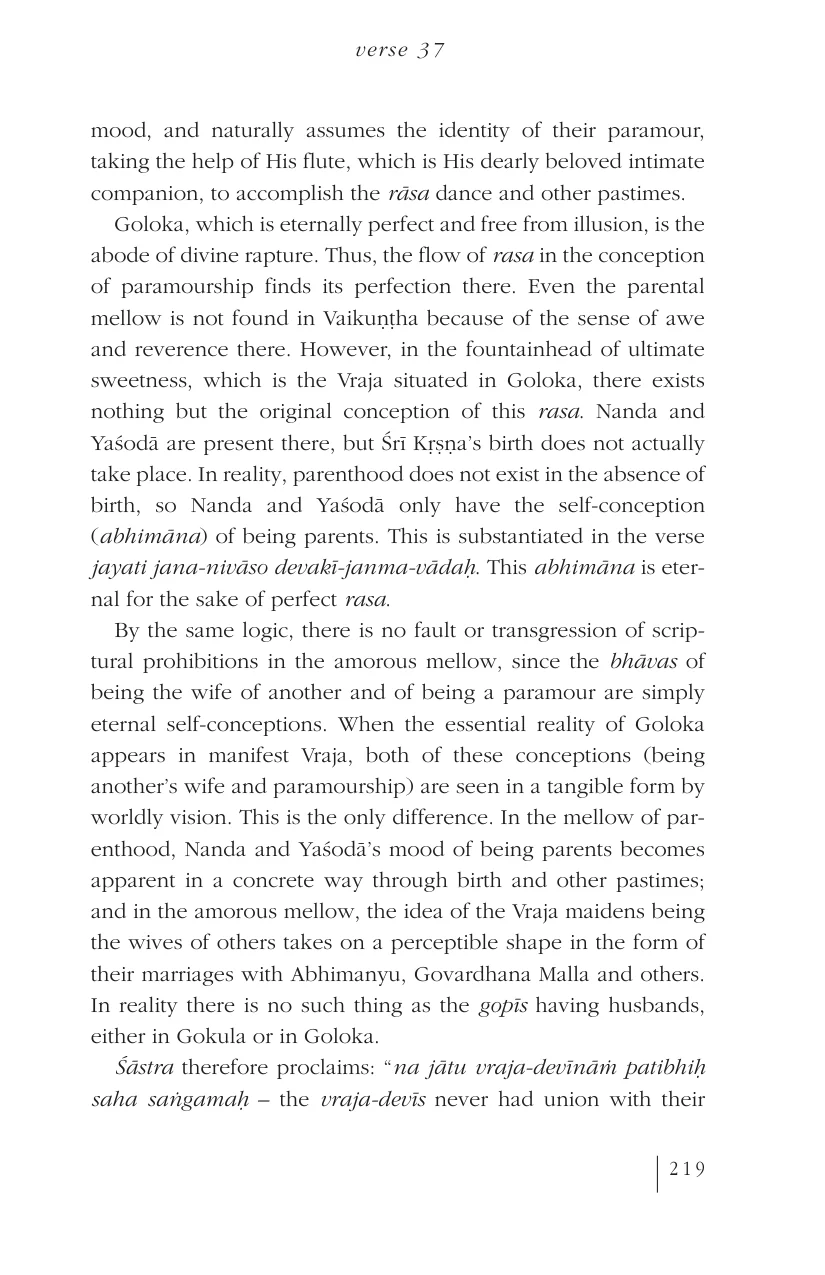 verse 37
mood, and naturally assumes the identity of their paramour,
taking the help of His flute, which is His dearly beloved intimate
companion, to accomplish the rāsa dance and other pastimes.
Goloka, which is eternally perfect and free from illusion, is the
abode of divine rapture. Thus, the flow of rasa in the conception
of paramourship finds its perfection there. Even the parental
mellow is not found in Vaikuṇṭha because of the sense of awe
and reverence there. However, in the fountainhead of ultimate
sweetness, which is the Vraja situated in Goloka, there exists
nothing but the original conception of this rasa. Nanda and
Yaśodā are present there, but Śrī Kṛṣṇa’s birth does not actually
take place. In reality, parenthood does not exist in the absence of
birth, so Nanda and Yaśodā only have the self-conception
(abhimāna) of being parents. This is substantiated in the verse
jayati jana-nivāso devakī-janma-vādaḥ. This abhimāna is eter-
nal for the sake of perfect rasa.
By the same logic, there is no fault or transgression of scrip-
tural prohibitions in the amorous mellow, since the bhāvas of
being the wife of another and of being a paramour are simply
eternal self-conceptions. When the essential reality of Goloka
appears in manifest Vraja, both of these conceptions (being
another’s wife and paramourship) are seen in a tangible form by
worldly vision. This is the only difference. In the mellow of par-
enthood, Nanda and Yaśodā’s mood of being parents becomes
apparent in a concrete way through birth and other pastimes;
and in the amorous mellow, the idea of the Vraja maidens being
the wives of others takes on a perceptible shape in the form of
their marriages with Abhimanyu, Govardhana Malla and others.
In reality there is no such thing as the gopīs having husbands,
either in Gokula or in Goloka.
Śāstra therefore proclaims: “na jātu vraja-devīnāṁ patibhiḥ
saha saṅgamaḥ – the vraja-devīs never had union with their
219